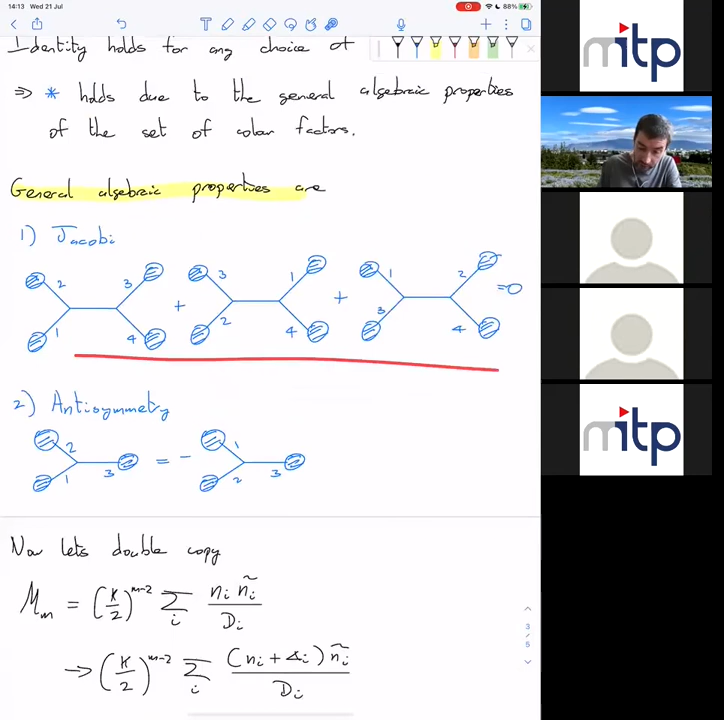 14:13 Wed 21 Jul
88%
Identity holds for any choice of
⇒ * holds due to the general algebraic properties
of the set of colour factors.
General algebraic properties are
1) Jacobi
2 3 + 3 1 + 1 2 = 0
1 4 2 4 3 4
2) Antisymmetry
2 = - 1
1 3 2 3
Now lets double copy
M_m = (K/2)^{m-2} Σ_i n_i ñ_i / D_i
→ (K/2)^{m-2} Σ_i (n_i + Δ_i) ñ_i / D_i
3 / 5
mitp
mitp